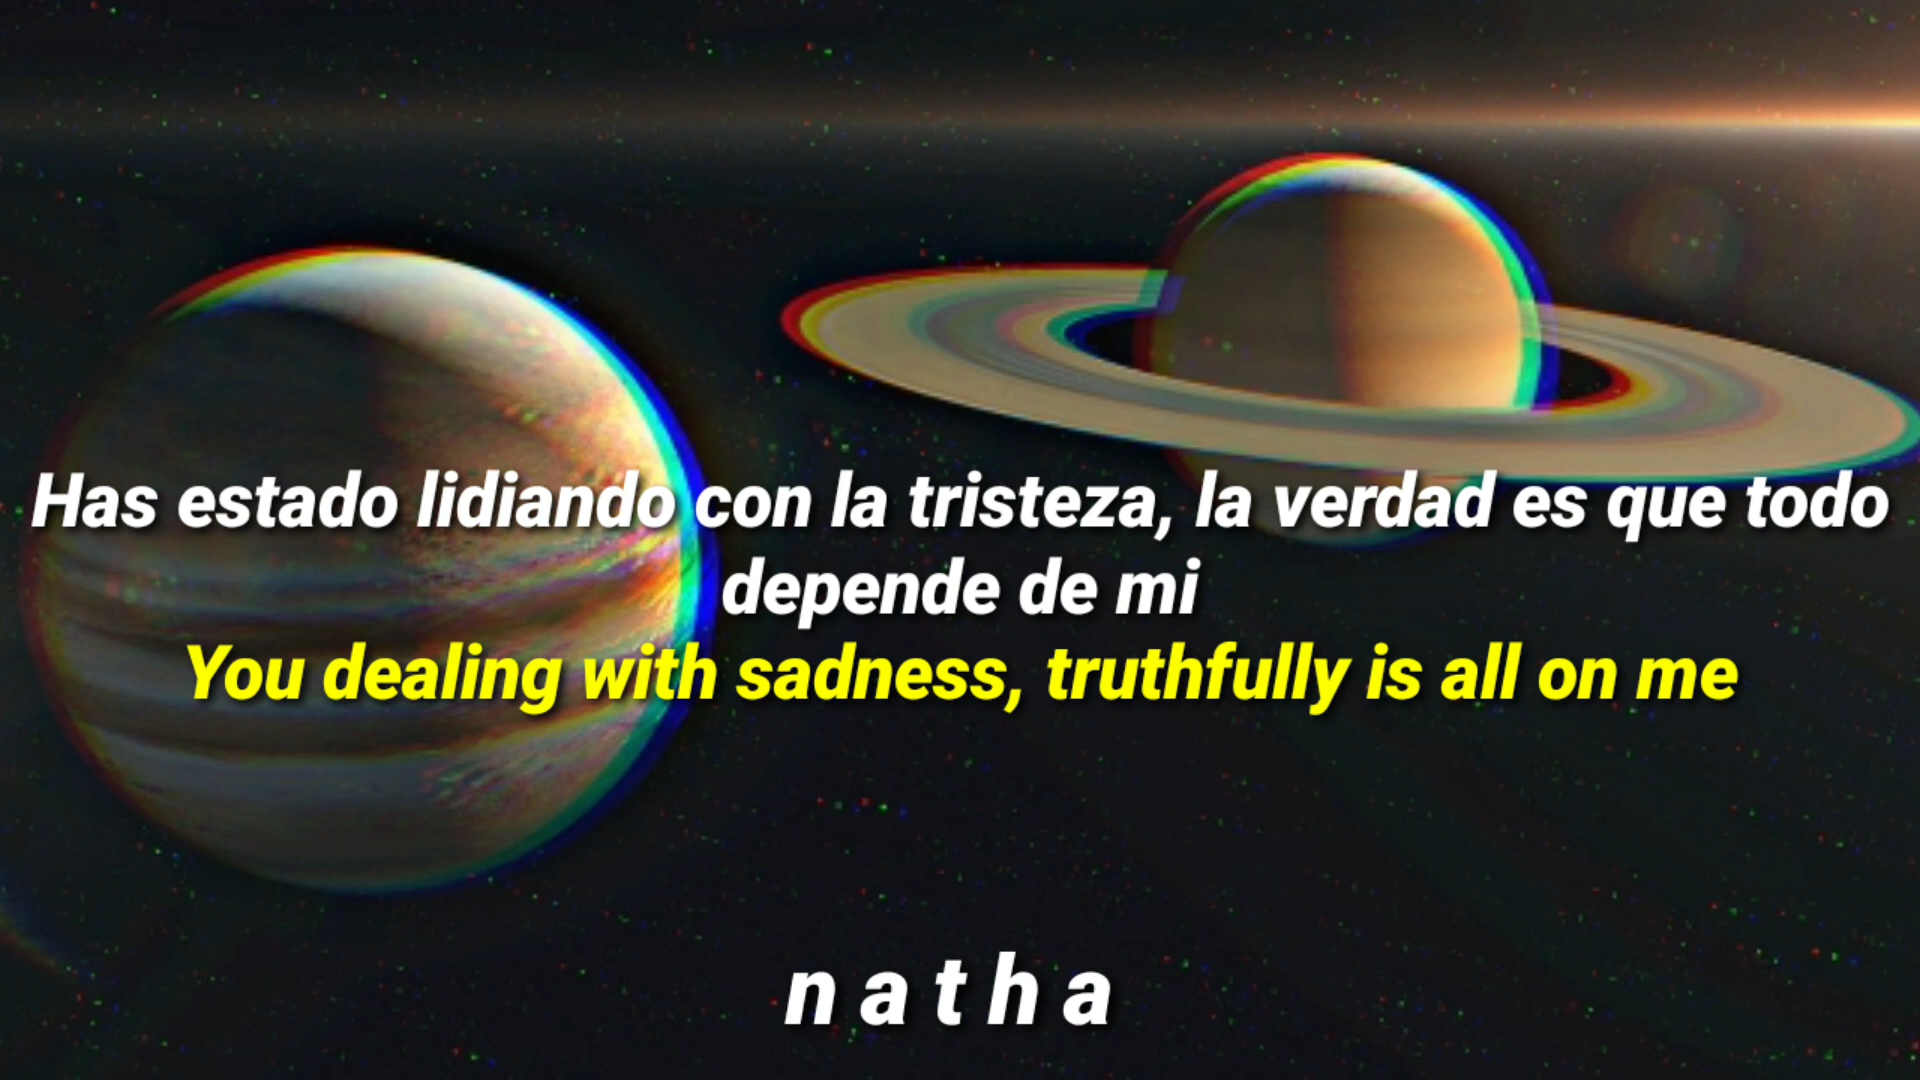 Has estado lidiando con la tristeza, la verdad es que todo
depende de mi
You dealing with sadness, truthfully is all on me
n a t h a